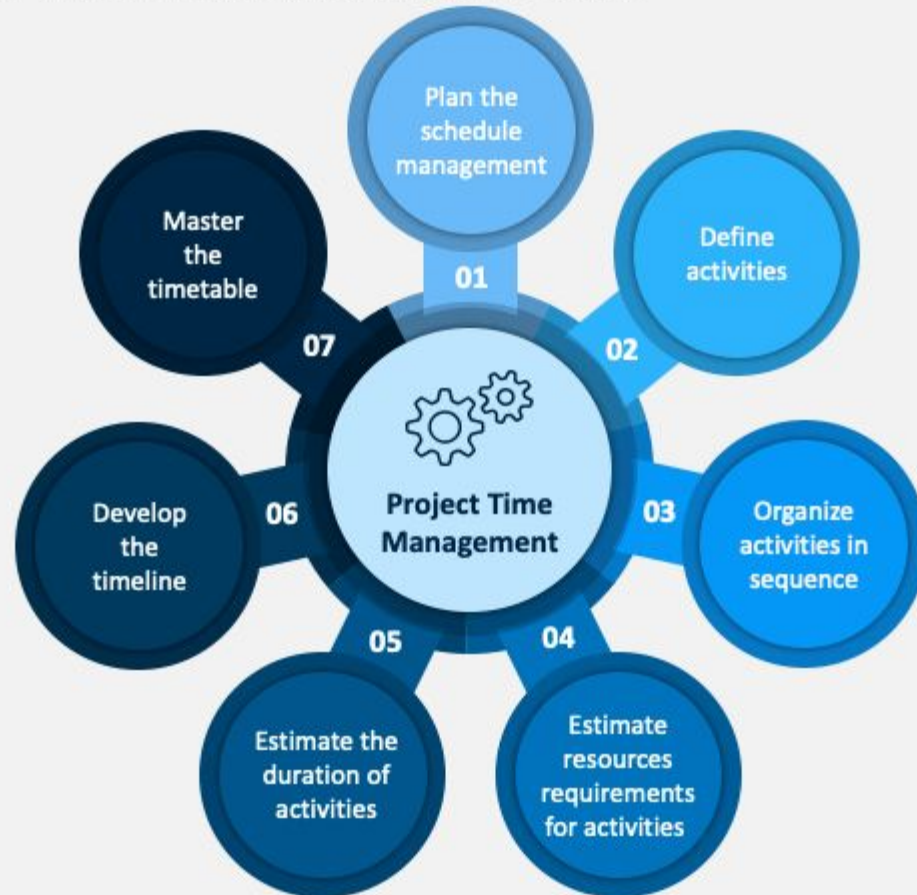 Plan the
schedule
management
01
Define
activities
02
Organize
activities in
sequence
03
Estimate
resources
requirements
for activities
04
Estimate the
duration of
activities
05
Develop
the
timeline
06
Master
the
timetable
07
Project Time
Management